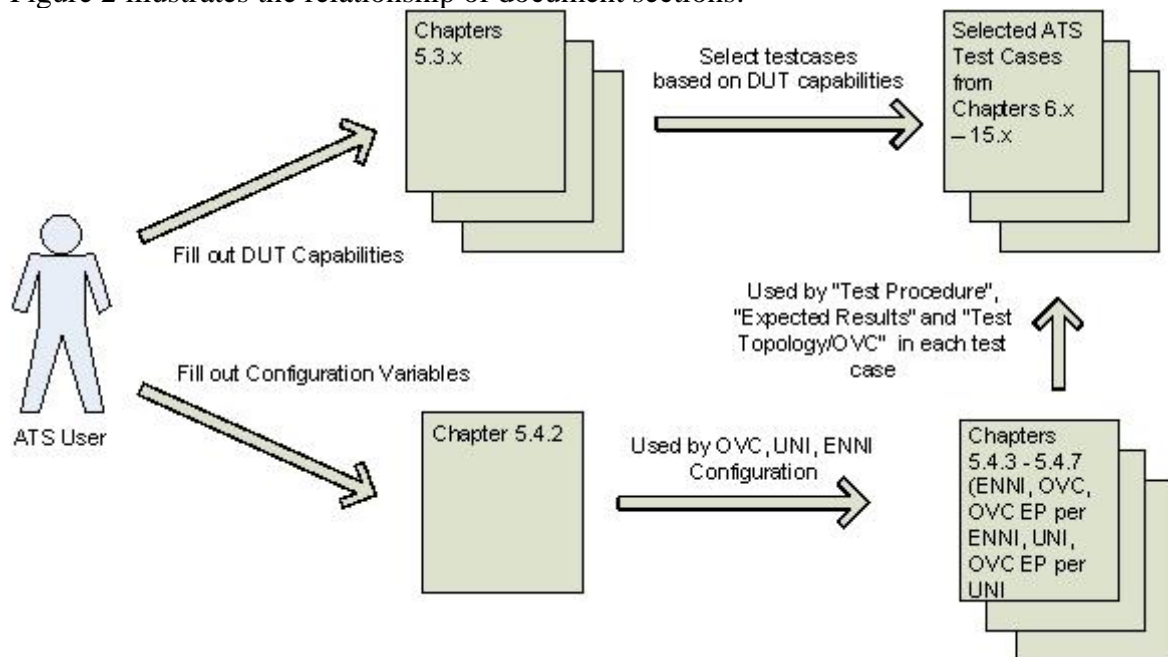 Figure 2 illustrates the relationship of document sections.
Chapters
5.3.x
Select testcases
based on DUT capabilities
Selected ATS
Test Cases
from
Chapters 6.x
– 15.x
Fill out DUT Capabilities
Used by "Test Procedure",
"Expected Results" and "Test
Topology/OVC" in each test
case
Fill out Configuration Variables
ATS User
Chapter 5.4.2
Used by OVC, UNI, ENNI
Configuration
Chapters
5.4.3 - 5.4.7
(ENNI, OVC,
OVC EP per
ENNI, UNI,
OVC EP per
UNI